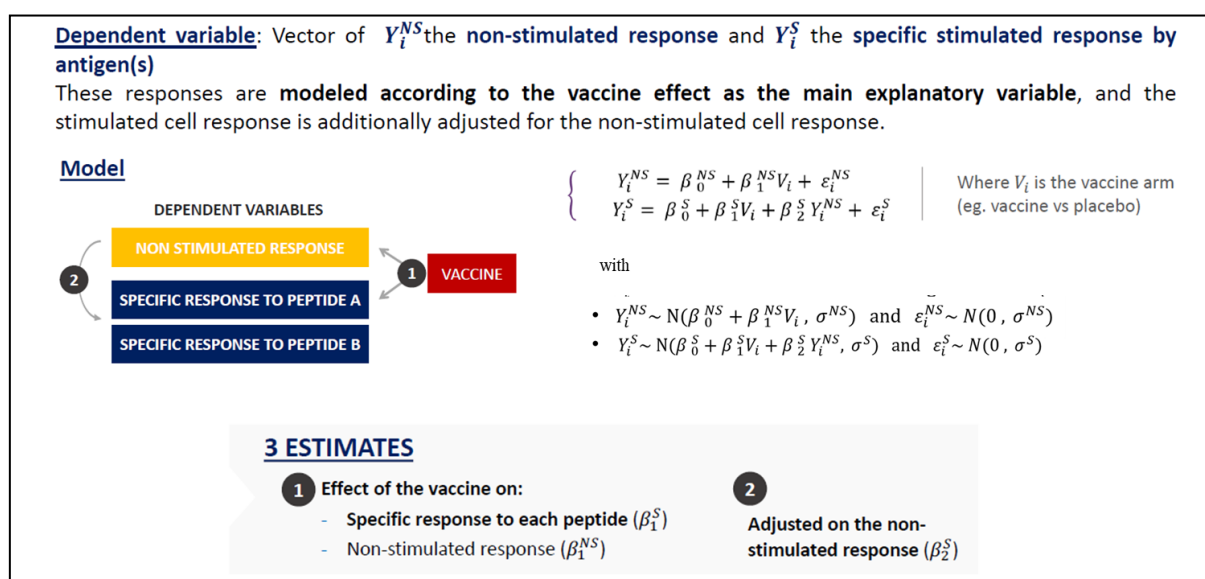 Dependent variable: Vector of Y_i^{NS} the non-stimulated response and Y_i^{S} the specific stimulated response by
antigen(s)
These responses are modeled according to the vaccine effect as the main explanatory variable, and the
stimulated cell response is additionally adjusted for the non-stimulated cell response.
Model
DEPENDENT VARIABLES
NON STIMULATED RESPONSE
2
SPECIFIC RESPONSE TO PEPTIDE A
SPECIFIC RESPONSE TO PEPTIDE B
1
VACCINE
{ Y_i^{NS} = β_0^{NS} + β_1^{NS} V_i + ε_i^{NS}
Y_i^{S} = β_0^{S} + β_1^{S} V_i + β_2^{S} Y_i^{NS} + ε_i^{S}
Where V_i is the vaccine arm
(eg. vaccine vs placebo)
with
• Y_i^{NS} ~ N(β_0^{NS} + β_1^{NS} V_i , σ^{NS}) and ε_i^{NS} ~ N(0 , σ^{NS})
• Y_i^{S} ~ N(β_0^{S} + β_1^{S} V_i + β_2^{S} Y_i^{NS}, σ^{S}) and ε_i^{S} ~ N(0 , σ^{S})
3 ESTIMATES
1 Effect of the vaccine on:
- Specific response to each peptide (β_1^{S})
- Non-stimulated response (β_1^{NS})
2
Adjusted on the non-
stimulated response (β_2^{S})